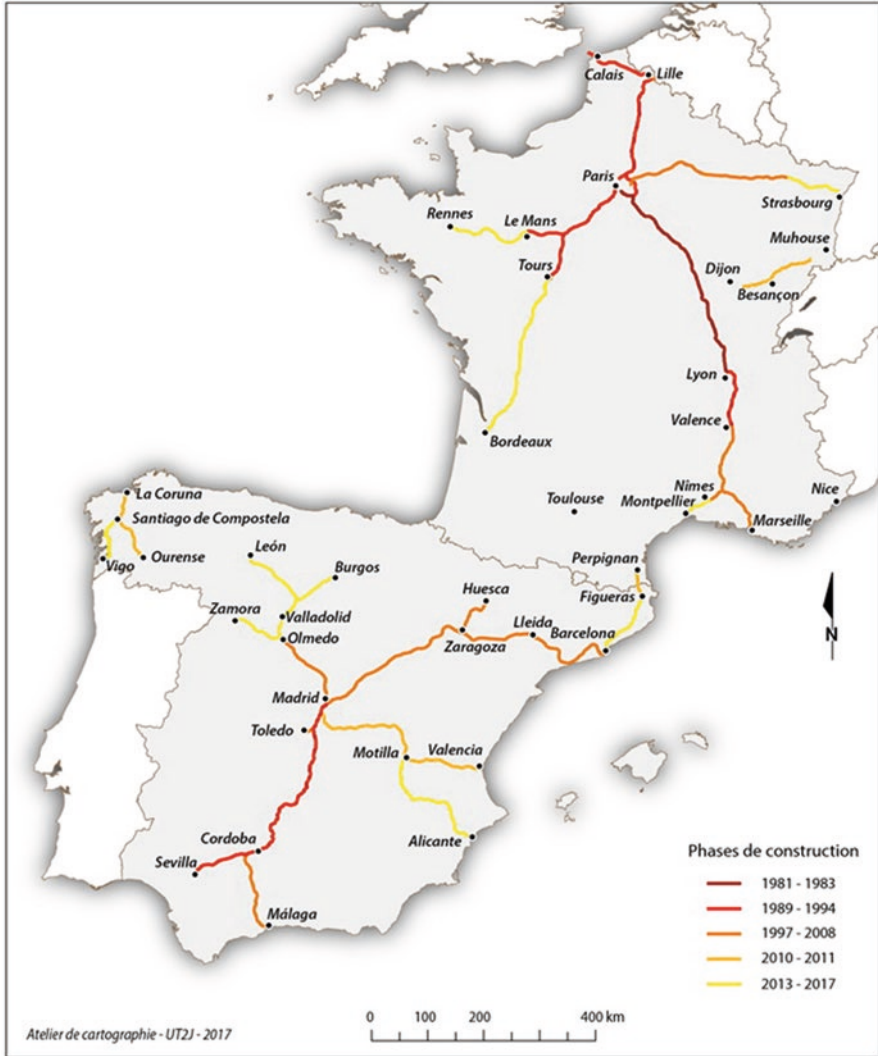 Calais
Lille
Paris
Strasbourg
Rennes
Le Mans
Muhouse
Tours
Dijon
Besançon
Lyon
Valence
Bordeaux
Nîmes
Nice
Toulouse
Montpellier
Marseille
La Coruna
Santiago de Compostela
Perpignan
León
Vigo
Ourense
Burgos
Figueras
Huesca
Zamora
Valladolid
Lleida
Barcelona
Olmedo
Zaragoza
N
Madrid
Toledo
Motilla
Valencia
Cordoba
Alicante
Sevilla
Málaga
Phases de construction
1981 - 1983
1989 - 1994
1997 - 2008
2010 - 2011
2013 - 2017
0 100 200 400 km
Atelier de cartographie - UT2J - 2017